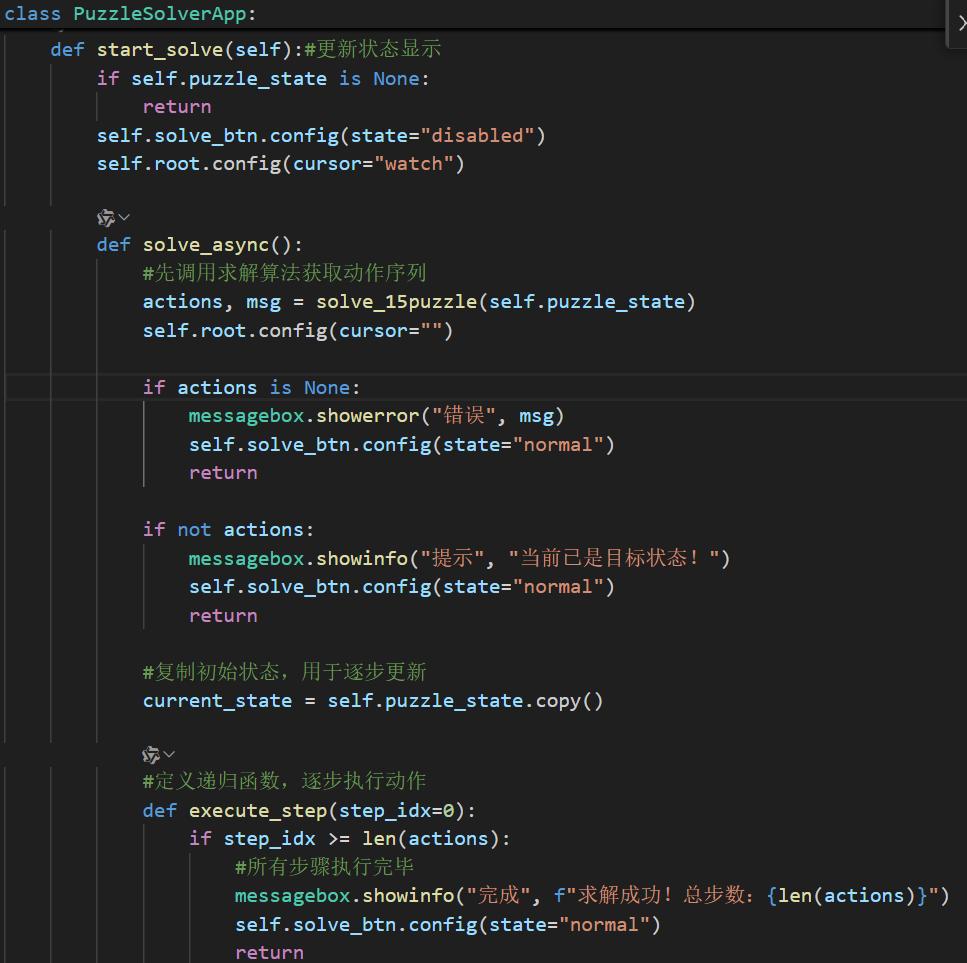 class PuzzleSolverApp:
    def start_solve(self):#更新状态显示
        if self.puzzle_state is None:
            return
        self.solve_btn.config(state="disabled")
        self.root.config(cursor="watch")
        def solve_async():
            #先调用求解算法获取动作序列
            actions, msg = solve_15puzzle(self.puzzle_state)
            self.root.config(cursor="")
            if actions is None:
                messagebox.showerror("错误", msg)
                self.solve_btn.config(state="normal")
                return
            if not actions:
                messagebox.showinfo("提示", "当前已是目标状态！")
                self.solve_btn.config(state="normal")
                return
            #复制初始状态，用于逐步更新
            current_state = self.puzzle_state.copy()
            #定义递归函数，逐步执行动作
            def execute_step(step_idx=0):
                if step_idx >= len(actions):
                    #所有步骤执行完毕
                    messagebox.showinfo("完成", f"求解成功！总步数：{len(actions)}")
                    self.solve_btn.config(state="normal")
                    return